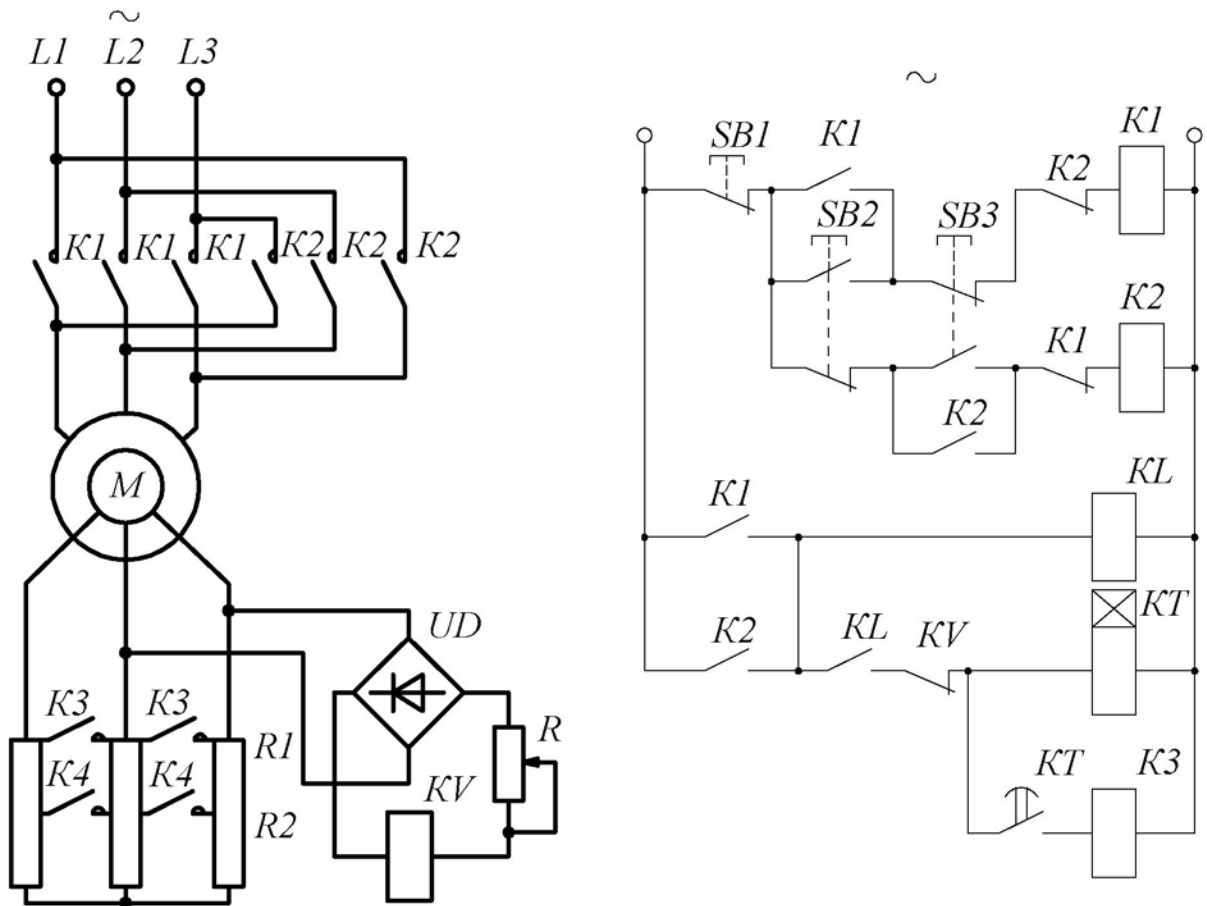 ~
L1 L2 L3
K1 K1 K1 K2 K2 K2
M
UD
K3 K3 R1
R
K4 K4 KV
R2
~
SB1 K1 K2 K1
SB2 SB3
K1 K2
K2
K1 KL
K2 KL KV KT
KT K3